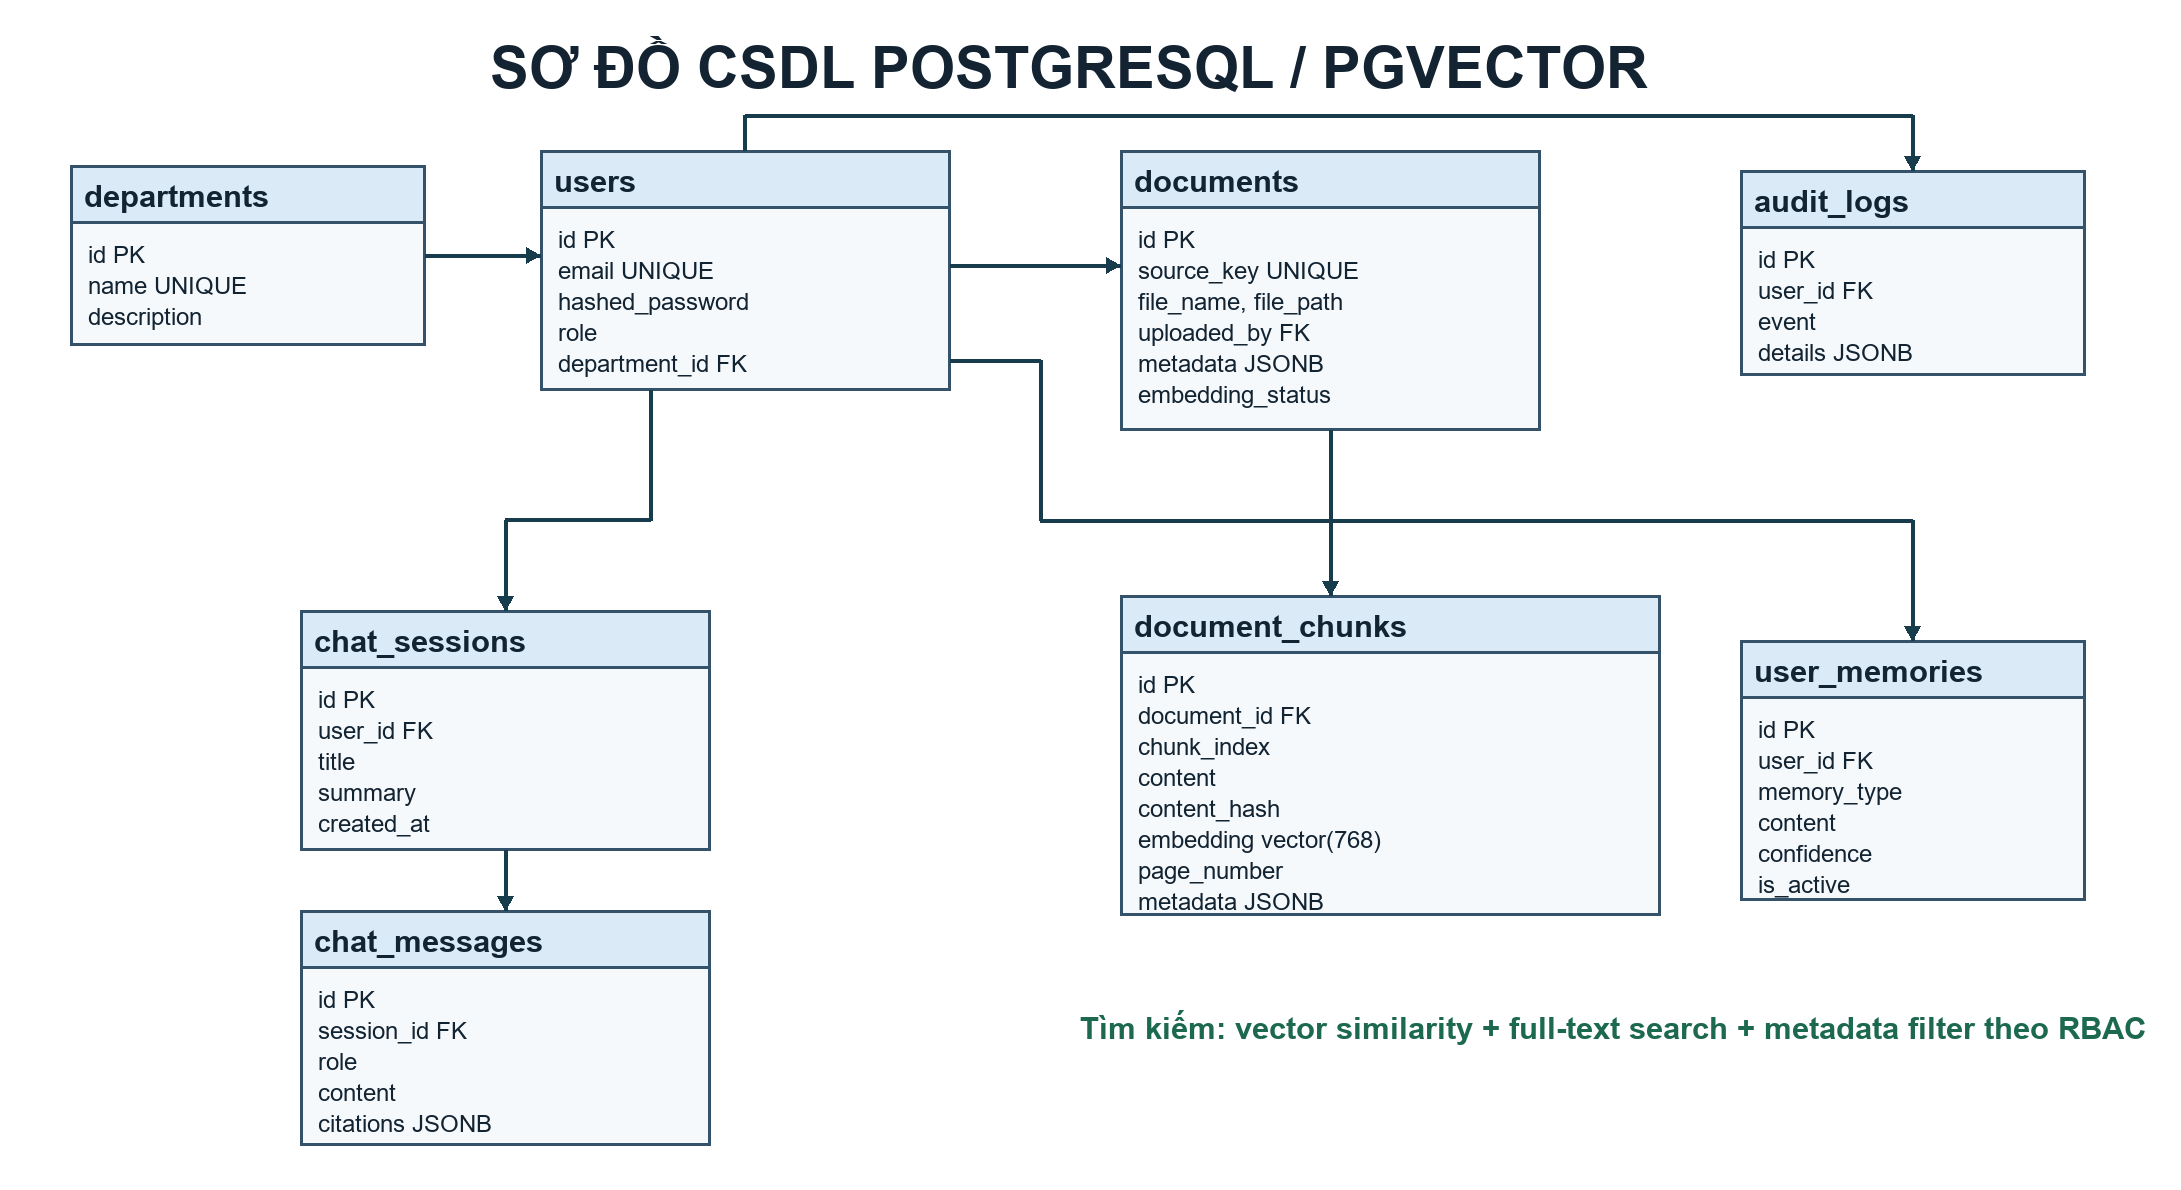 SƠ ĐỒ CSDL POSTGRESQL / PGVECTOR
departments
id PK
name UNIQUE
description
users
id PK
email UNIQUE
hashed_password
role
department_id FK
documents
id PK
source_key UNIQUE
file_name, file_path
uploaded_by FK
metadata JSONB
embedding_status
audit_logs
id PK
user_id FK
event
details JSONB
chat_sessions
id PK
user_id FK
title
summary
created_at
document_chunks
id PK
document_id FK
chunk_index
content
content_hash
embedding vector(768)
page_number
metadata JSONB
user_memories
id PK
user_id FK
memory_type
content
confidence
is_active
chat_messages
id PK
session_id FK
role
content
citations JSONB
Tìm kiếm: vector similarity + full-text search + metadata filter theo RBAC